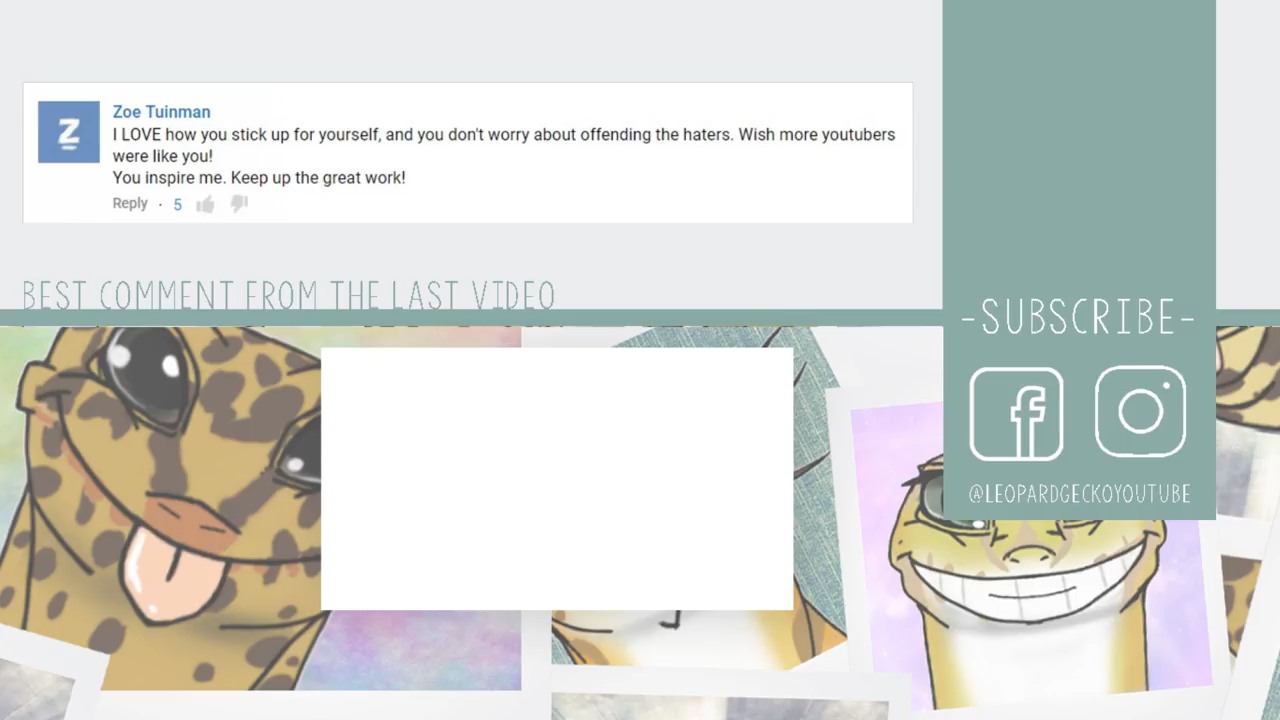 Z
Zoe Tuinman
I LOVE how you stick up for yourself, and you don't worry about offending the haters. Wish more youtubers
were like you!
You inspire me. Keep up the great work!
Reply · 5
BEST COMMENT FROM THE LAST VIDEO
-SUBSCRIBE-
@LEOPARDGECKOYOUTUBE